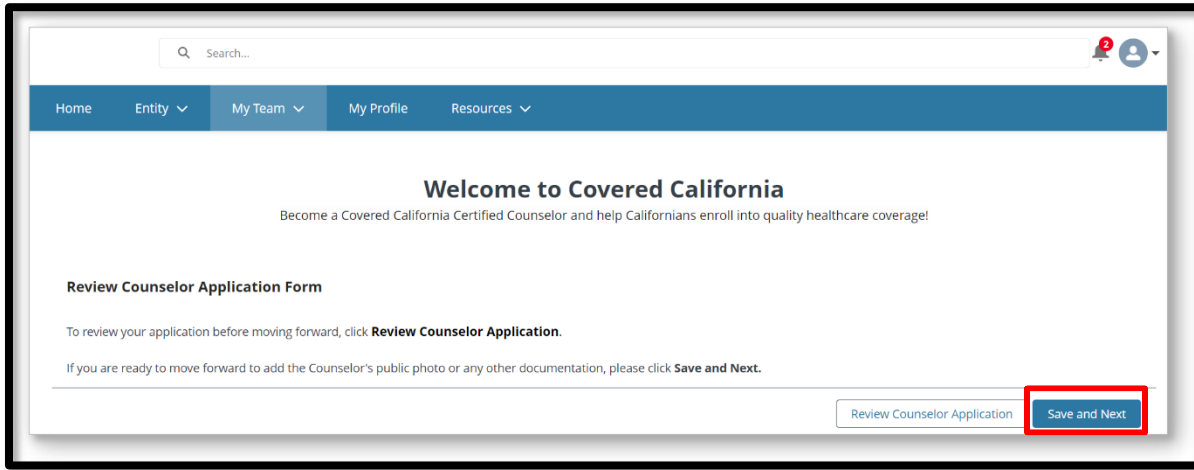 Search...
2
Home Entity My Team My Profile Resources
Welcome to Covered California
Become a Covered California Certified Counselor and help Californians enroll into quality healthcare coverage!
Review Counselor Application Form
To review your application before moving forward, click Review Counselor Application.
If you are ready to move forward to add the Counselor's public photo or any other documentation, please click Save and Next.
Review Counselor Application Save and Next